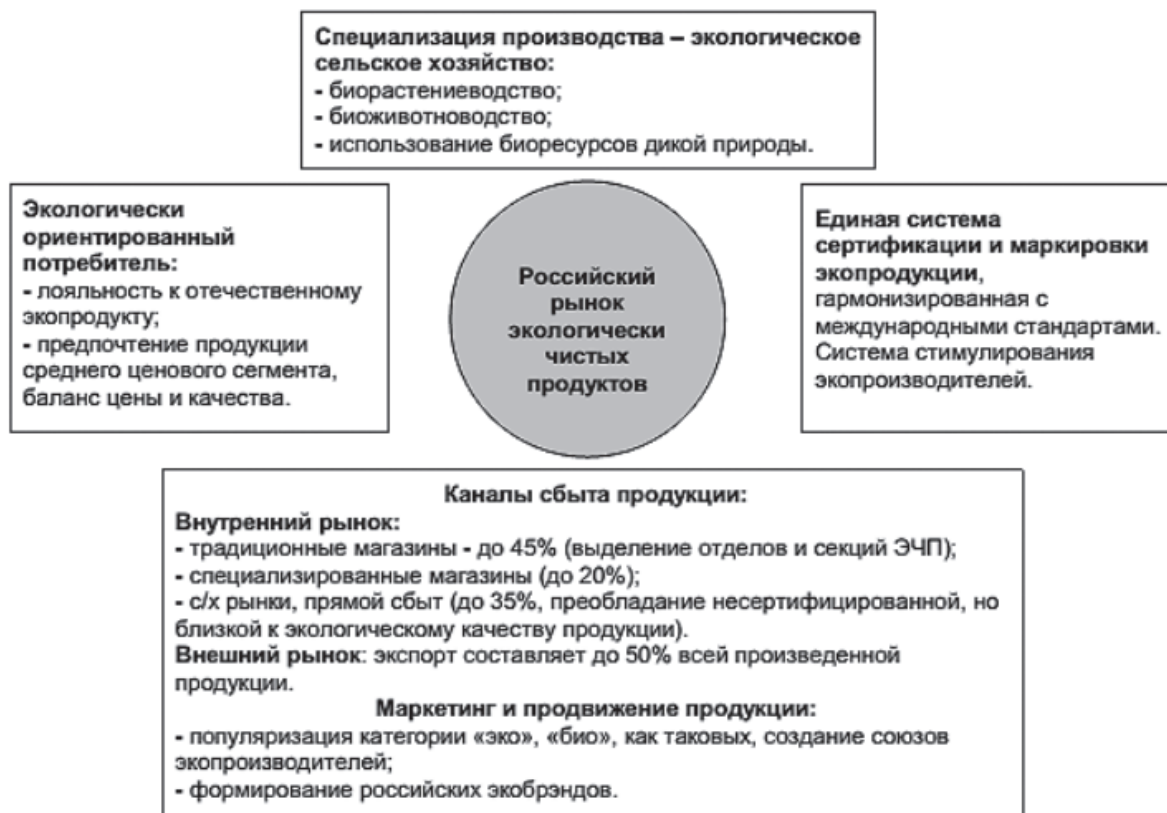 Специализация производства – экологическое
сельское хозяйство:
- биорастениеводство;
- биоживотноводство;
- использование биоресурсов дикой природы.
Экологически
ориентированный
потребитель:
- лояльность к отечественному
экопродукту;
- предпочтение продукции
среднего ценового сегмента,
баланс цены и качества.
Российский
рынок
экологически
чистых
продуктов
Единая система
сертификации и маркировки
экопродукции,
гармонизированная с
международными стандартами.
Система стимулирования
экопроизводителей.
Каналы сбыта продукции:
Внутренний рынок:
- традиционные магазины - до 45% (выделение отделов и секций ЭЧП);
- специализированные магазины (до 20%);
- с/х рынки, прямой сбыт (до 35%, преобладание несертифицированной, но
близкой к экологическому качеству продукции).
Внешний рынок: экспорт составляет до 50% всей произведенной
продукции.
Маркетинг и продвижение продукции:
- популяризация категории «эко», «био», как таковых, создание союзов
экопроизводителей;
- формирование российских экобрэндов.